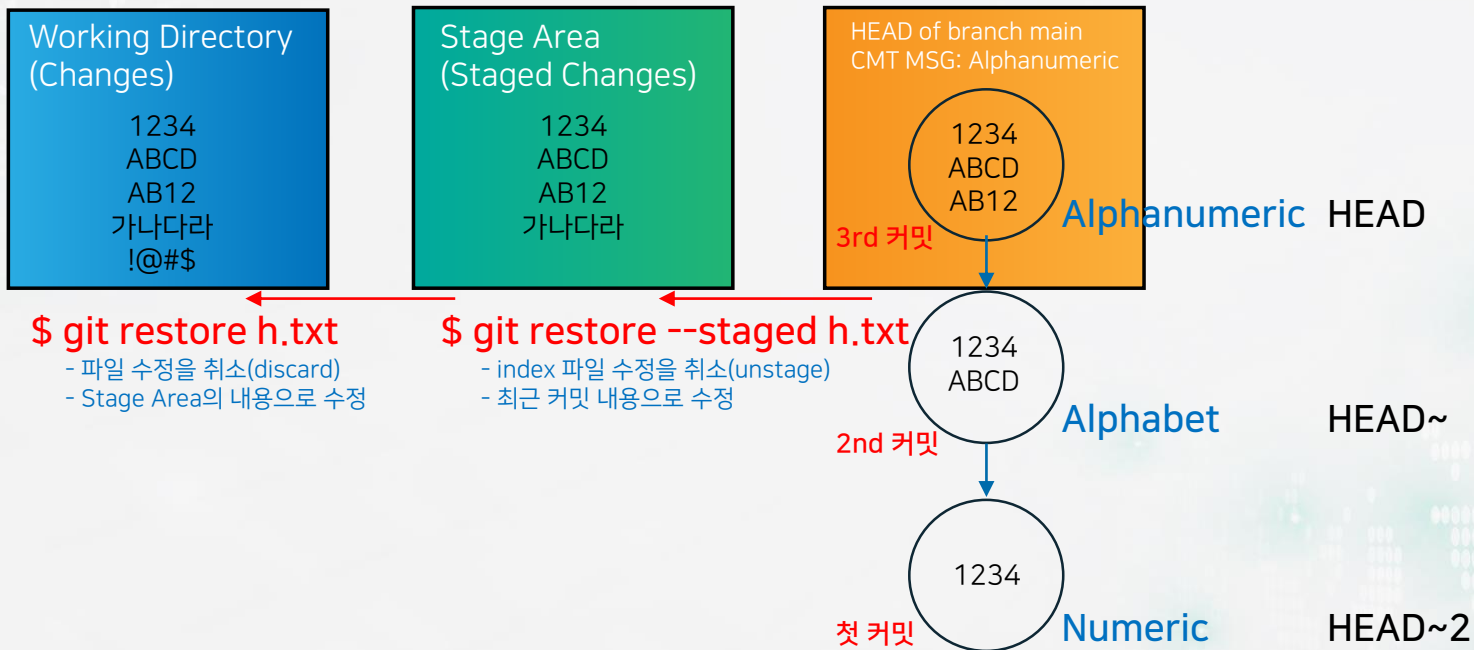 Working Directory
(Changes)
1234
ABCD
AB12
가나다라
!@#$
Stage Area
(Staged Changes)
1234
ABCD
AB12
가나다라
HEAD of branch main
CMT MSG: Alphanumeric
1234
ABCD
AB12
3rd 커밋
Alphanumeric HEAD
$ git restore h.txt
- 파일 수정을 취소(discard)
- Stage Area의 내용으로 수정
$ git restore --staged h.txt
- index 파일 수정을 취소(unstage)
- 최근 커밋 내용으로 수정
1234
ABCD
2nd 커밋
Alphabet HEAD~
1234
첫 커밋
Numeric HEAD~2